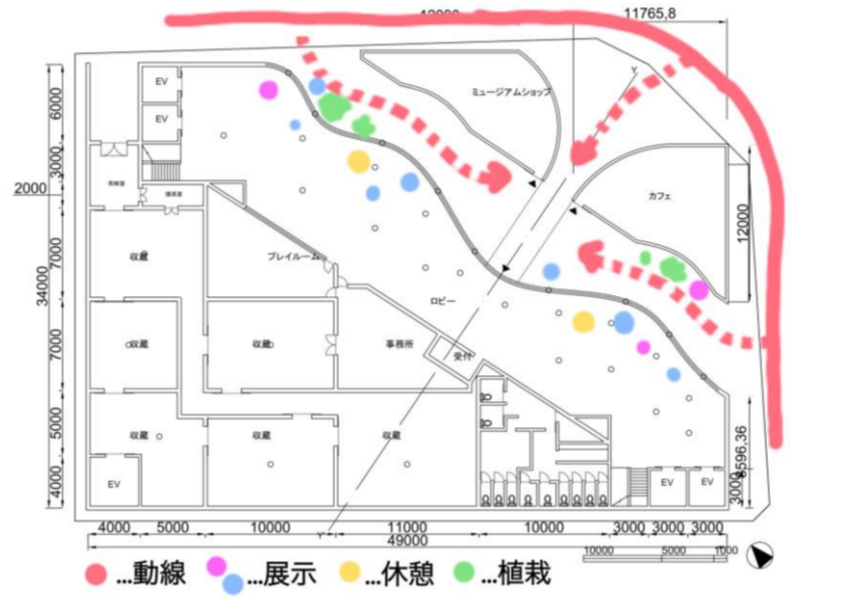 11765,8
EV
EV
ミュージアムショップ
Y
6000
3000
2000
カフェ
12000
収蔵
プレイルーム
7000
34000
ロビー
収蔵
収蔵
事務所
受付
7000
収蔵
収蔵
収蔵
5000
EV
EV
EV
4000
3000
Y'
4000
5000
10000
11000
10000
3000
3000
3000
49000
10000
5000
1000
...動線
...展示
...休憩
...植栽